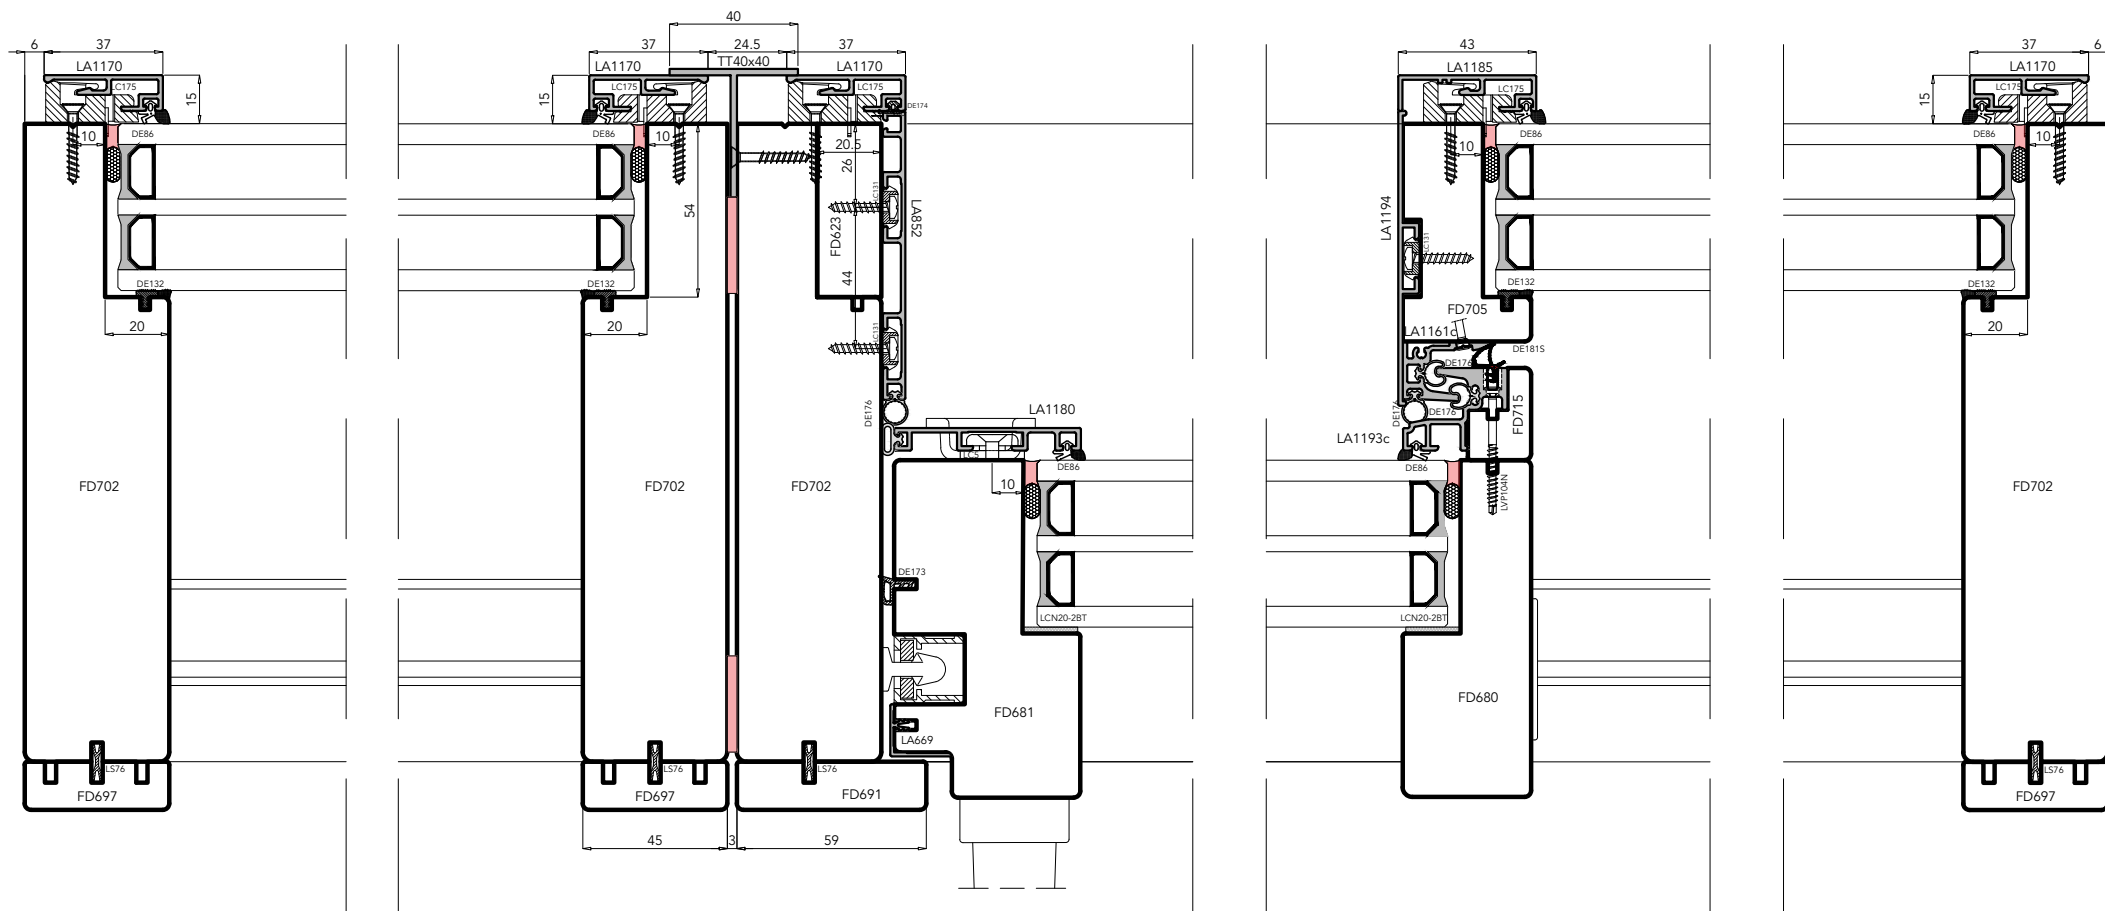 40
6
37
37
24.5
37
43
37
6
LA1170
LA1170
TT40x40
LA1170
LA1185
LA1170
LC175
LC175
LC175
LC175
LC175
15
15
15
DE174
10
DE86
DE86
10
20.5
26
10
DE86
DE86
10
LC131
LA852
54
FD623
LA1194
LC131
44
DE132
DE132
DE132
DE132
FD705
20
20
20
LC131
LA1161c
DE181S
DE176
DE176
LA1180
DE176
DE176
FD715
LA1193c
LC5
DE86
DE86
FD702
FD702
FD702
10
LVP104N
FD702
DE173
LCN20-2BT
LCN20-2BT
FD681
FD680
LA669
LS76
LS76
LS76
LS76
FD697
FD697
FD691
FD697
45
3
59